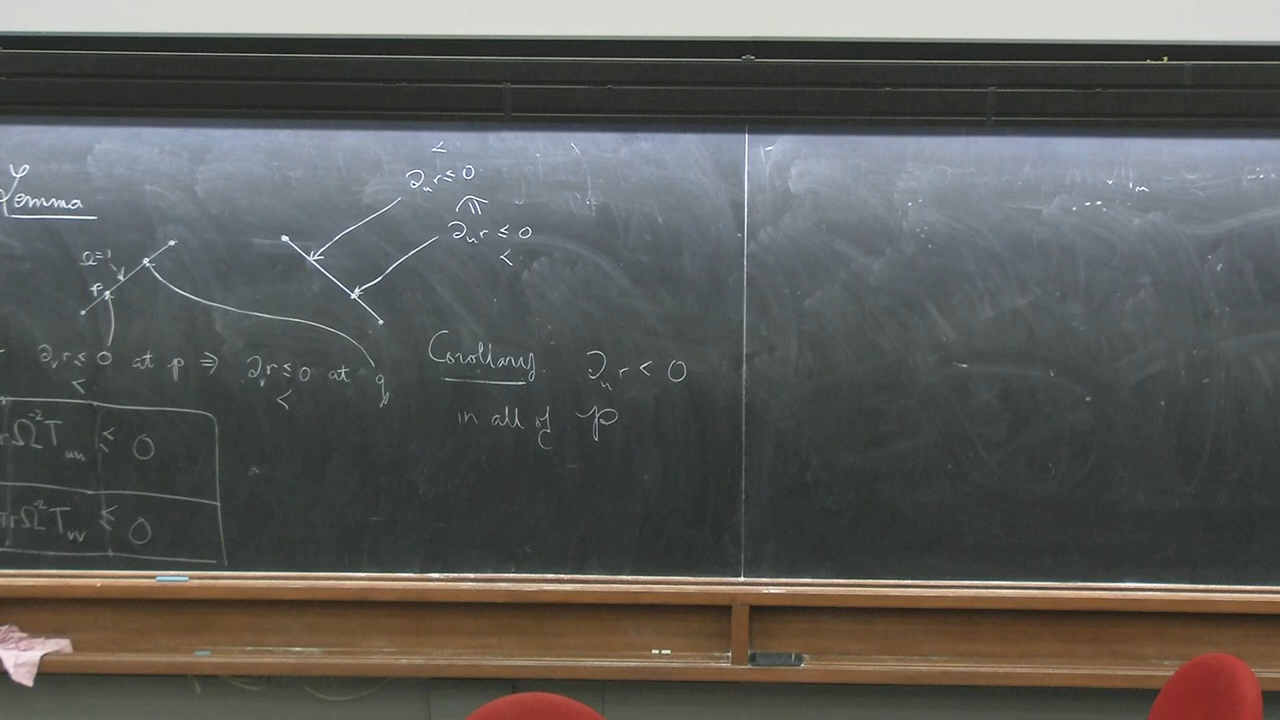 Lemma
<
∂ᵤr ≤ 0
⇑
∂ᵤr ≤ 0
<
Ω=1
p
∂ᵥr ≤ 0 at p ⇒ ∂ᵥr ≤ 0 at q
< <
Corollary. ∂ᵤr < 0
in all of
rΩ⁻²Tᵤᵤ ≤ 0
πrΩ⁻²Tᵥᵥ ≤ 0